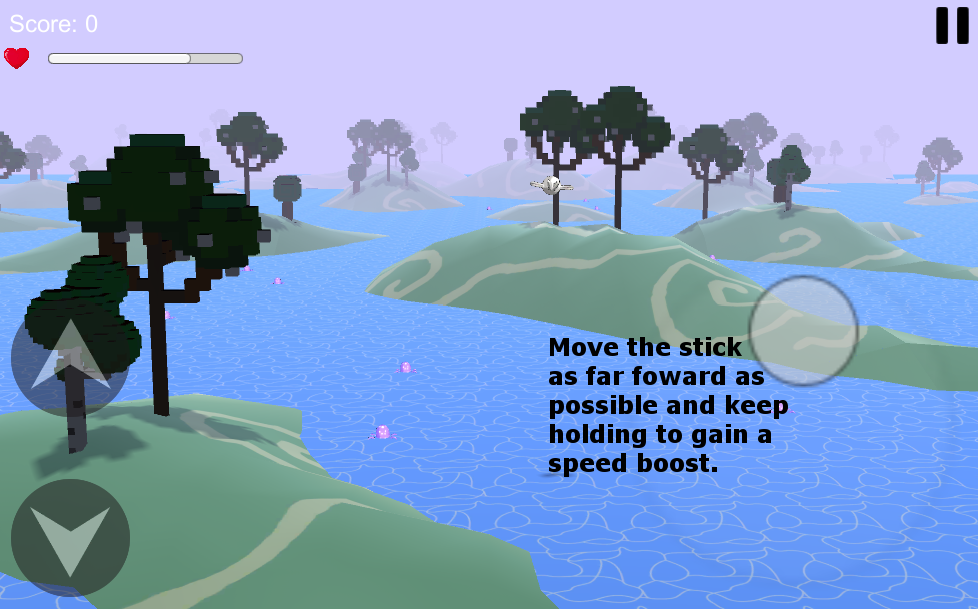 Score: 0
Move the stick
as far foward as
possible and keep
holding to gain a
speed boost.